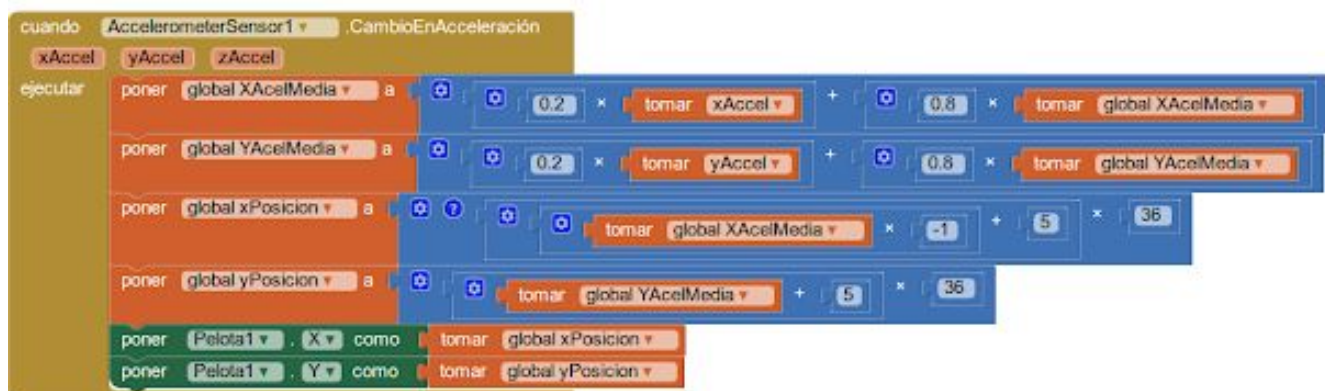 cuando AccelerometerSensor1 .CambioEnAcceleración
xAccel yAccel zAccel
ejecutar poner global XAcelMedia a 0.2 × tomar xAccel + 0.8 × tomar global XAcelMedia
poner global YAcelMedia a 0.2 × tomar yAccel + 0.8 × tomar global YAcelMedia
poner global xPosicion a ? tomar global XAcelMedia × -1 + 5 × 36
poner global yPosicion a tomar global YAcelMedia + 5 × 36
poner Pelota1 . X como tomar global xPosicion
poner Pelota1 . Y como tomar global yPosicion